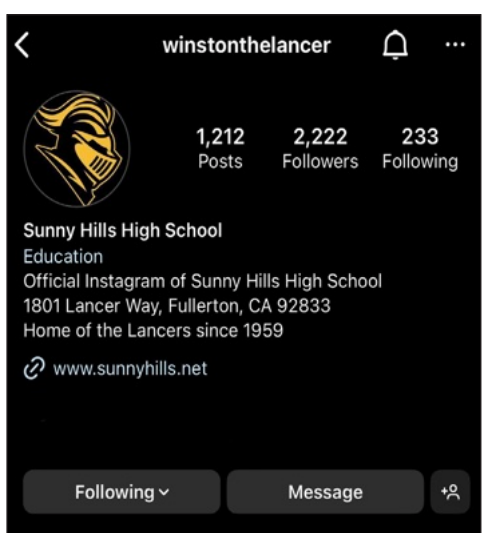 winstonthelancer
1,212 2,222 233
Posts Followers Following
Sunny Hills High School
Education
Official Instagram of Sunny Hills High School
1801 Lancer Way, Fullerton, CA 92833
Home of the Lancers since 1959
www.sunnyhills.net
Following Message